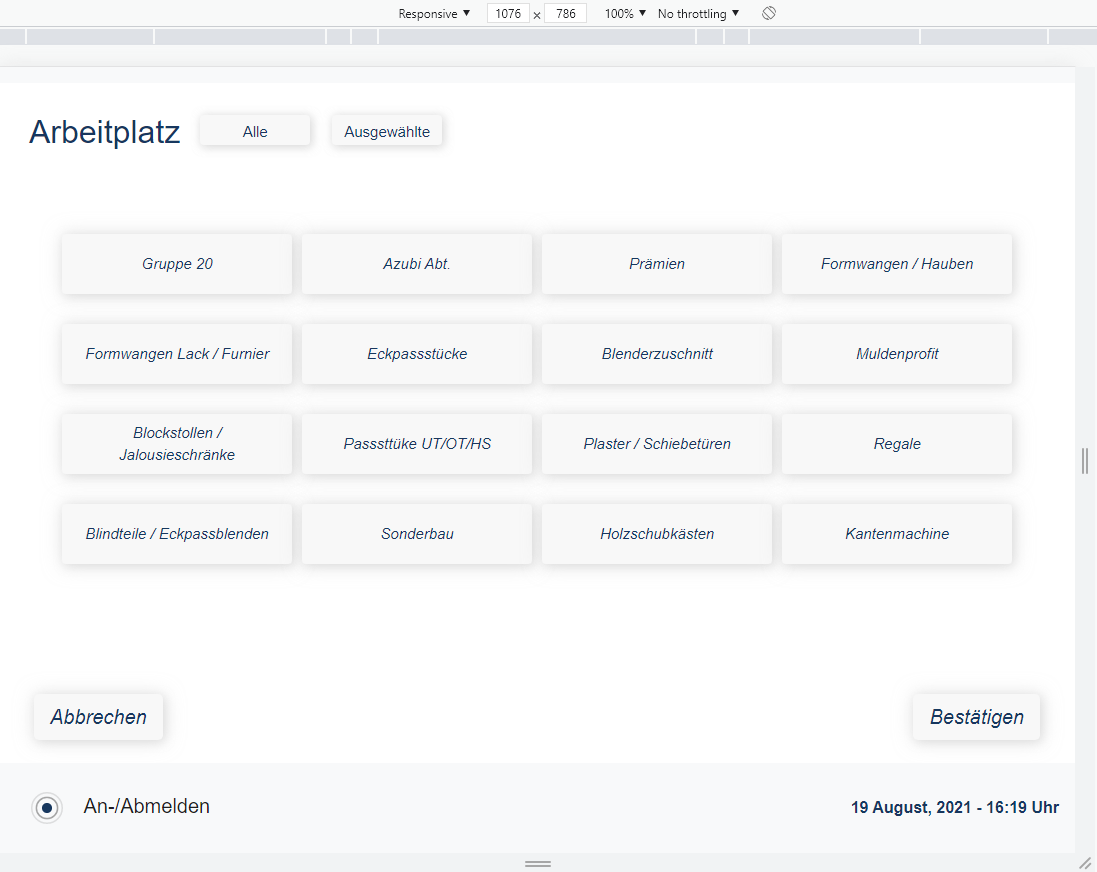 Responsive ▼ 1076 x 786 100% ▼ No throttling ▼
Arbeitplatz Alle Ausgewählte
Gruppe 20 Azubi Abt. Prämien Formwangen / Hauben
Formwangen Lack / Furnier Eckpassstücke Blenderzuschnitt Muldenprofit
Blockstollen /
Jalousieschränke Passsttüke UT/OT/HS Plaster / Schiebetüren Regale
Blindteile / Eckpassblenden Sonderbau Holzschubkästen Kantenmachine
Abbrechen Bestätigen
An-/Abmelden 19 August, 2021 - 16:19 Uhr